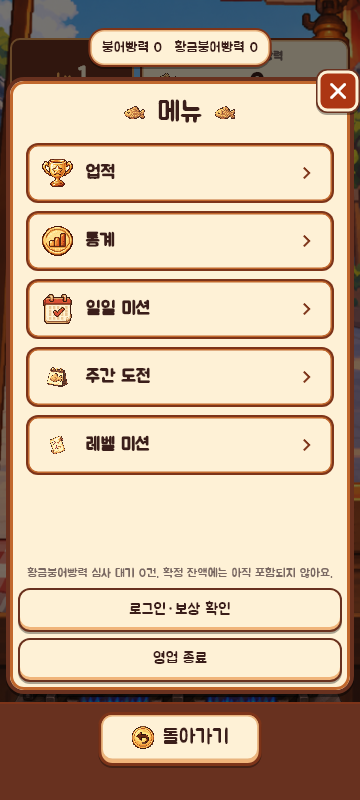 붕어빵력 0 황금붕어빵력 0
메뉴
업적
통계
일일 미션
주간 도전
레벨 미션
황금붕어빵력 심사 대기 0건, 확정 잔액에는 아직 포함되지 않아요.
로그인·보상 확인
영업 종료
돌아가기